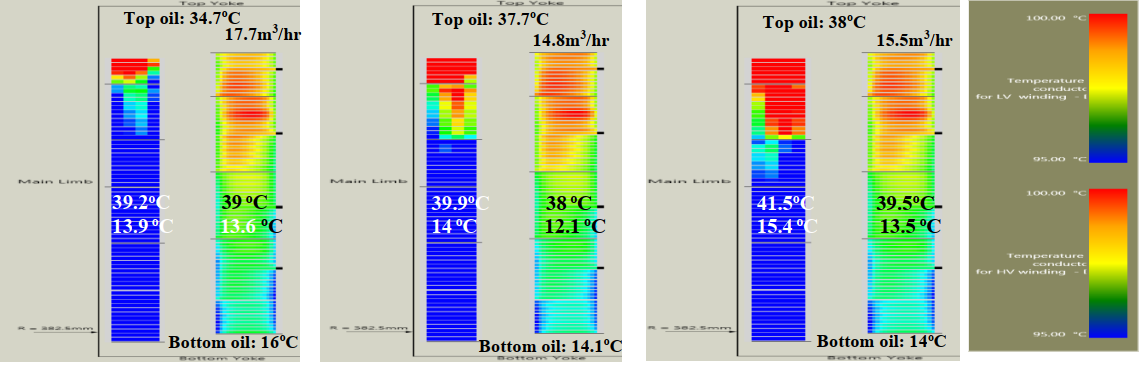 Top Yoke
Top oil: 34.7°C
17.7m³/hr
Main Limb
39.2°C
39 °C
13.9 °C
13.6 °C
R = 382.5mm
Bottom oil: 16°C
Bottom Yoke
Top Yoke
Top oil: 37.7°C
14.8m³/hr
Main Limb
39.9°C
38 °C
14 °C
12.1 °C
R = 382.5mm
Bottom oil: 14.1°C
Bottom Yoke
Top Yoke
Top oil: 38°C
15.5m³/hr
Main Limb
41.5°C
39.5°C
15.4 °C
13.5 °C
R = 382.5mm
Bottom oil: 14°C
Bottom Yoke
100.00 °C
Temperature
conductc
for LV winding - I
95.00 °C
100.00 °C
Temperature
conductc
for HV winding - I
95.00 °C